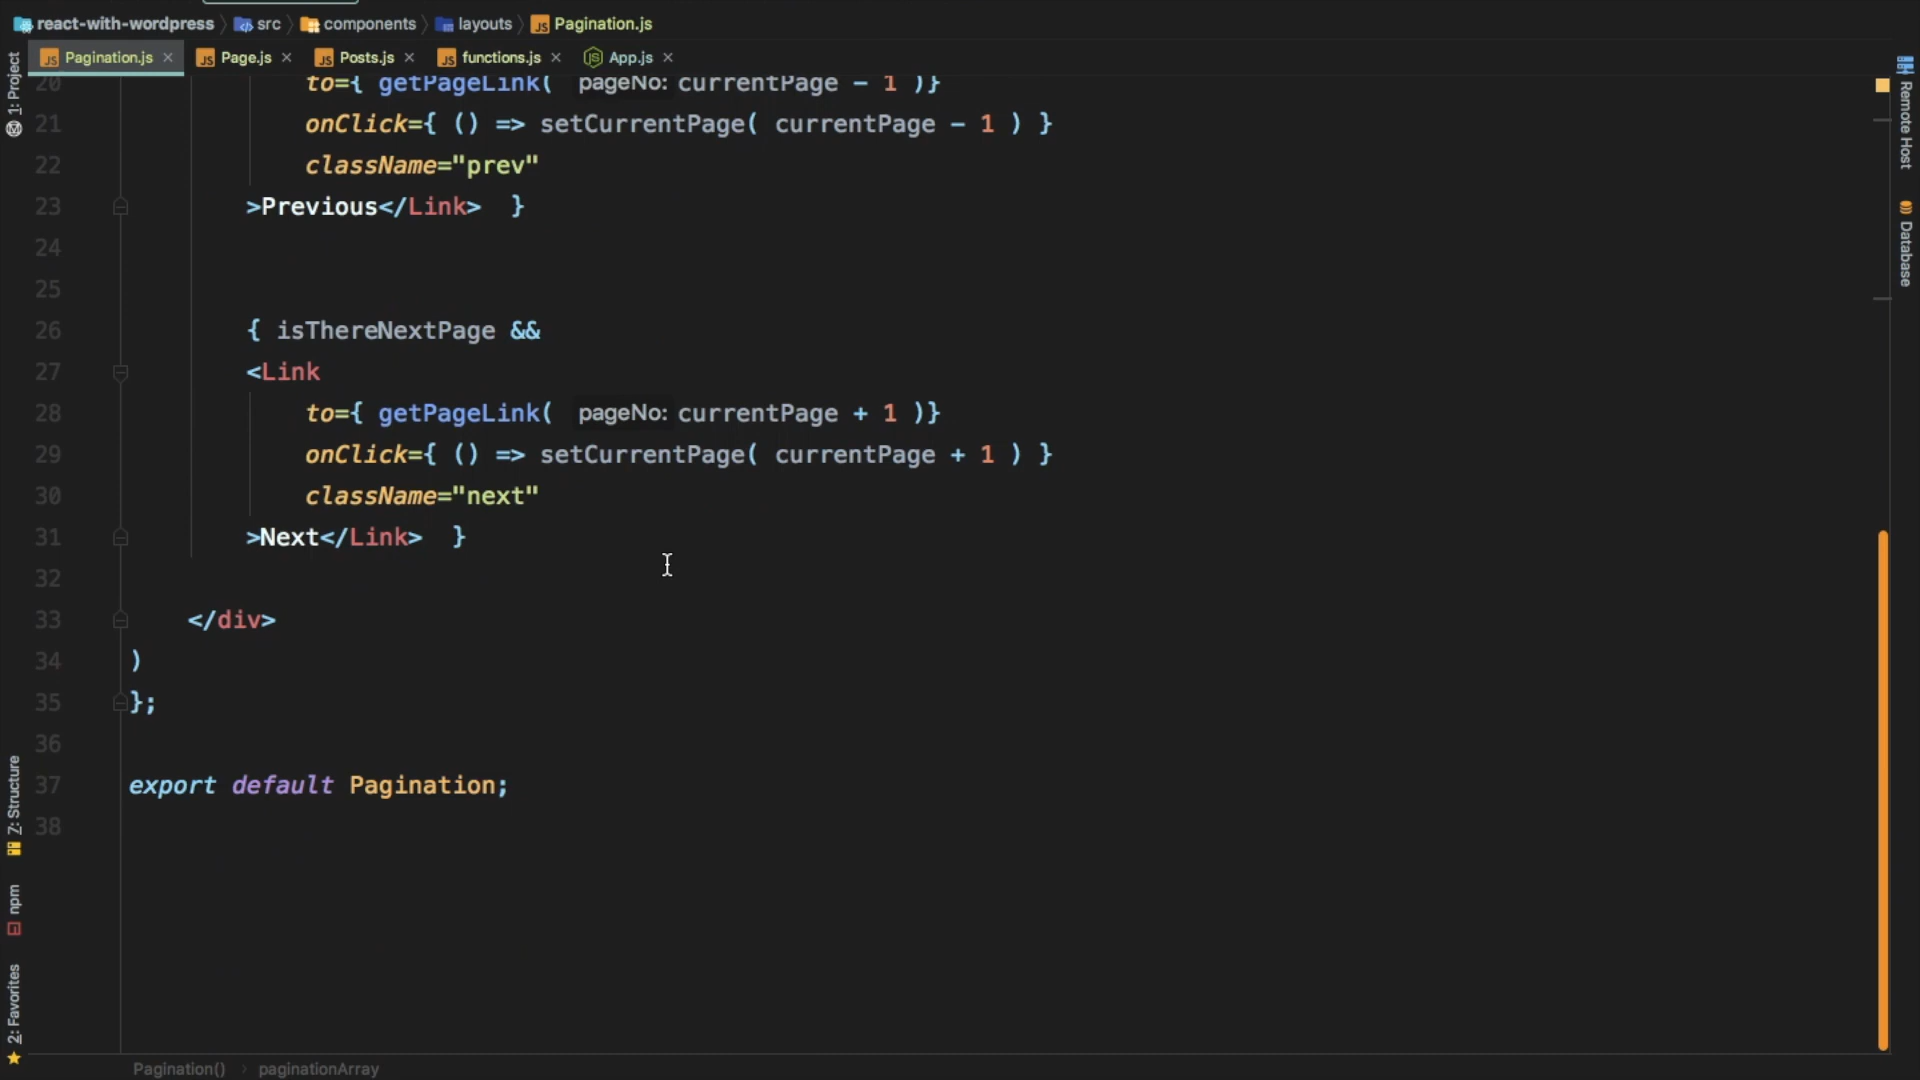 react-with-wordpress src components layouts Pagination.js
Pagination.js Page.js Posts.js functions.js App.js
1: Project
Remote Host
Database
20 to={ getPageLink( pageNo: currentPage - 1 )}
21 onClick={ () => setCurrentPage( currentPage - 1 ) }
22 className="prev"
23 >Previous</Link> }
24
25
26 { isThereNextPage &&
27 <Link
28 to={ getPageLink( pageNo: currentPage + 1 )}
29 onClick={ () => setCurrentPage( currentPage + 1 ) }
30 className="next"
31 >Next</Link> }
32
33 </div>
34 )
35 };
36
37 export default Pagination;
38
Z: Structure
npm
2: Favorites
Pagination() › paginationArray